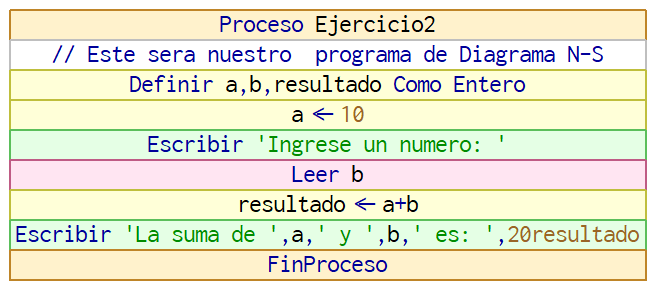 Proceso Ejercicio2
// Este sera nuestro  programa de Diagrama N-S
Definir a,b,resultado Como Entero
a ← 10
Escribir 'Ingrese un numero: '
Leer b
resultado ← a+b
Escribir 'La suma de ',a,' y ',b,' es: ',20resultado
FinProceso